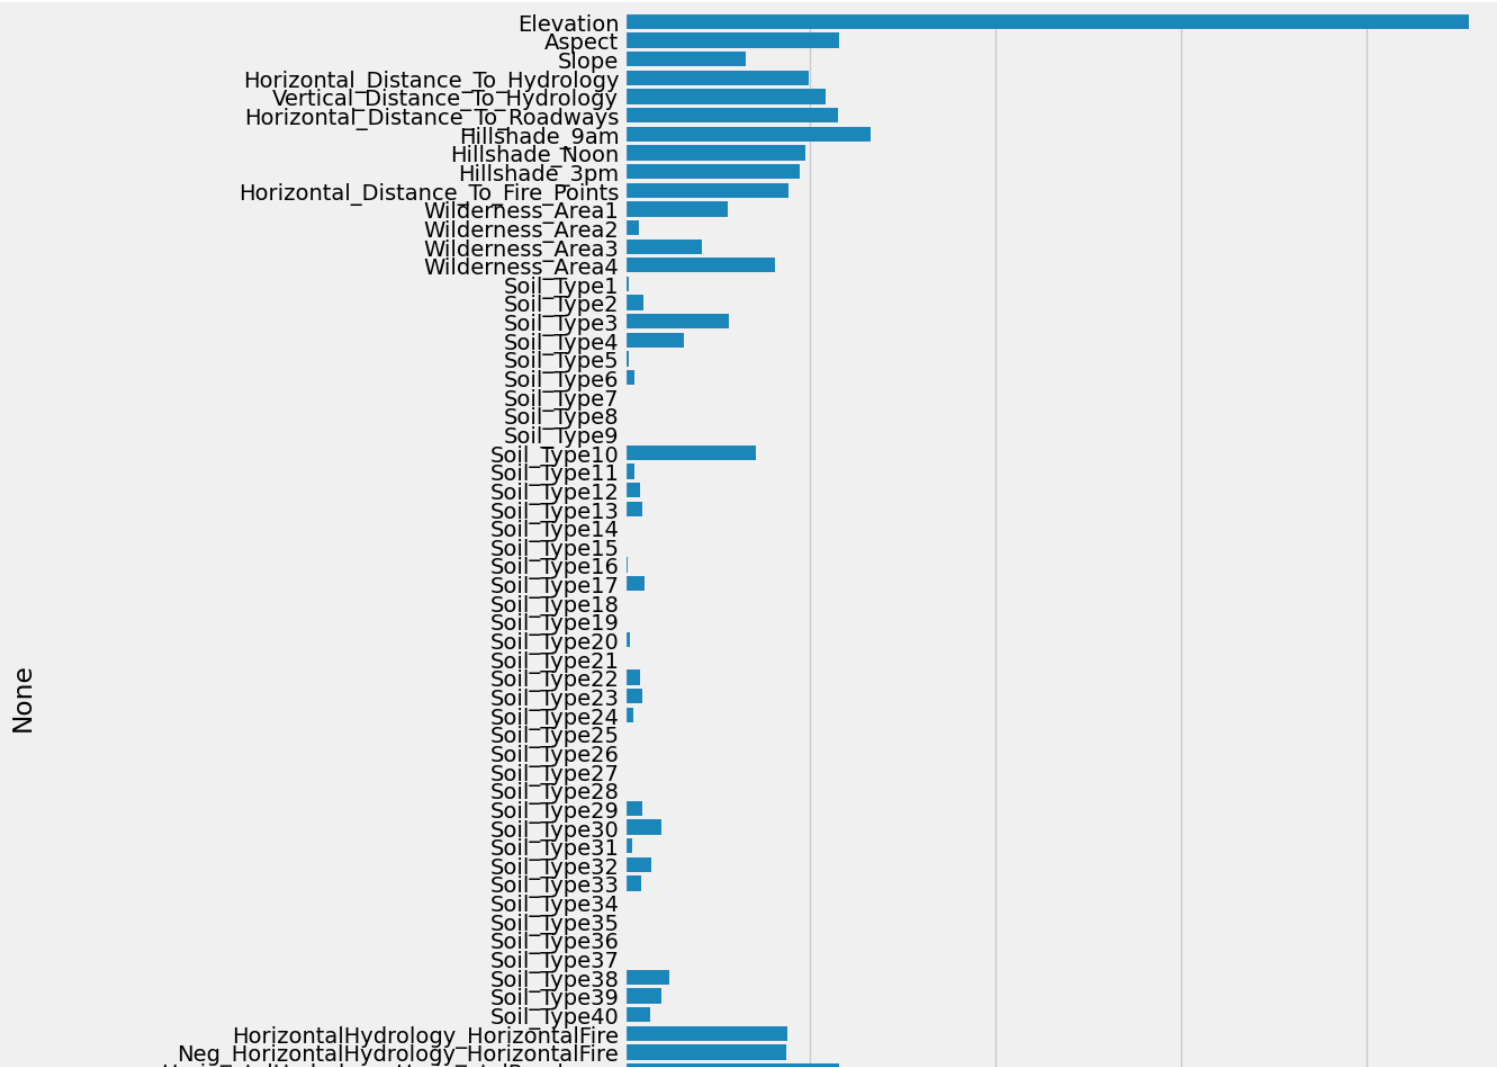 Elevation
Aspect
Slope
Horizontal_Distance_To_Hydrology
Vertical_Distance_To_Hydrology
Horizontal_Distance_To_Roadways
Hillshade_9am
Hillshade_Noon
Hillshade_3pm
Horizontal_Distance_To_Fire_Points
Wilderness_Area1
Wilderness_Area2
Wilderness_Area3
Wilderness_Area4
Soil_Type1
Soil_Type2
Soil_Type3
Soil_Type4
Soil_Type5
Soil_Type6
Soil_Type7
Soil_Type8
Soil_Type9
Soil_Type10
Soil_Type11
Soil_Type12
Soil_Type13
Soil_Type14
Soil_Type15
Soil_Type16
Soil_Type17
Soil_Type18
Soil_Type19
Soil_Type20
Soil_Type21
Soil_Type22
Soil_Type23
Soil_Type24
Soil_Type25
Soil_Type26
Soil_Type27
Soil_Type28
Soil_Type29
Soil_Type30
Soil_Type31
Soil_Type32
Soil_Type33
Soil_Type34
Soil_Type35
Soil_Type36
Soil_Type37
Soil_Type38
Soil_Type39
Soil_Type40
HorizontalHydrology_HorizontalFire
Neg_HorizontalHydrology_HorizontalFire
None